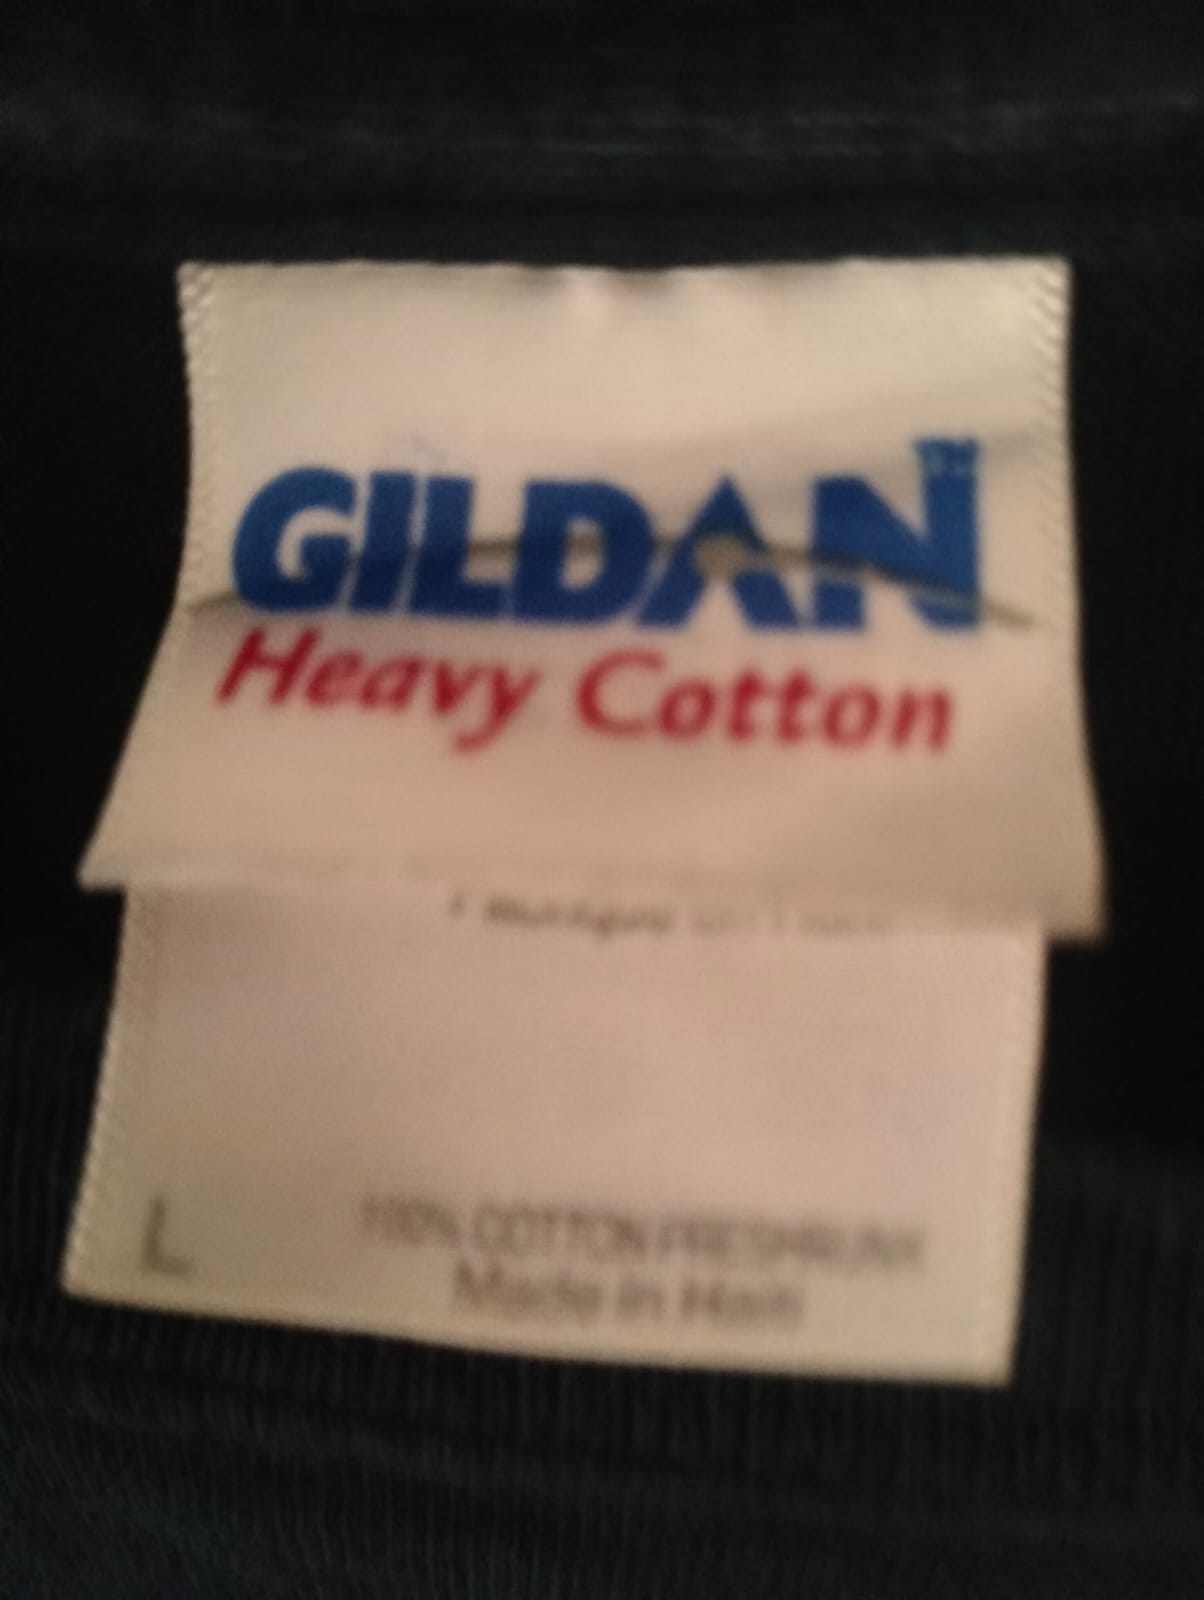 GILDAN
Heavy Cotton
L
100% COTTON PRESHRUNK
Made in Haiti